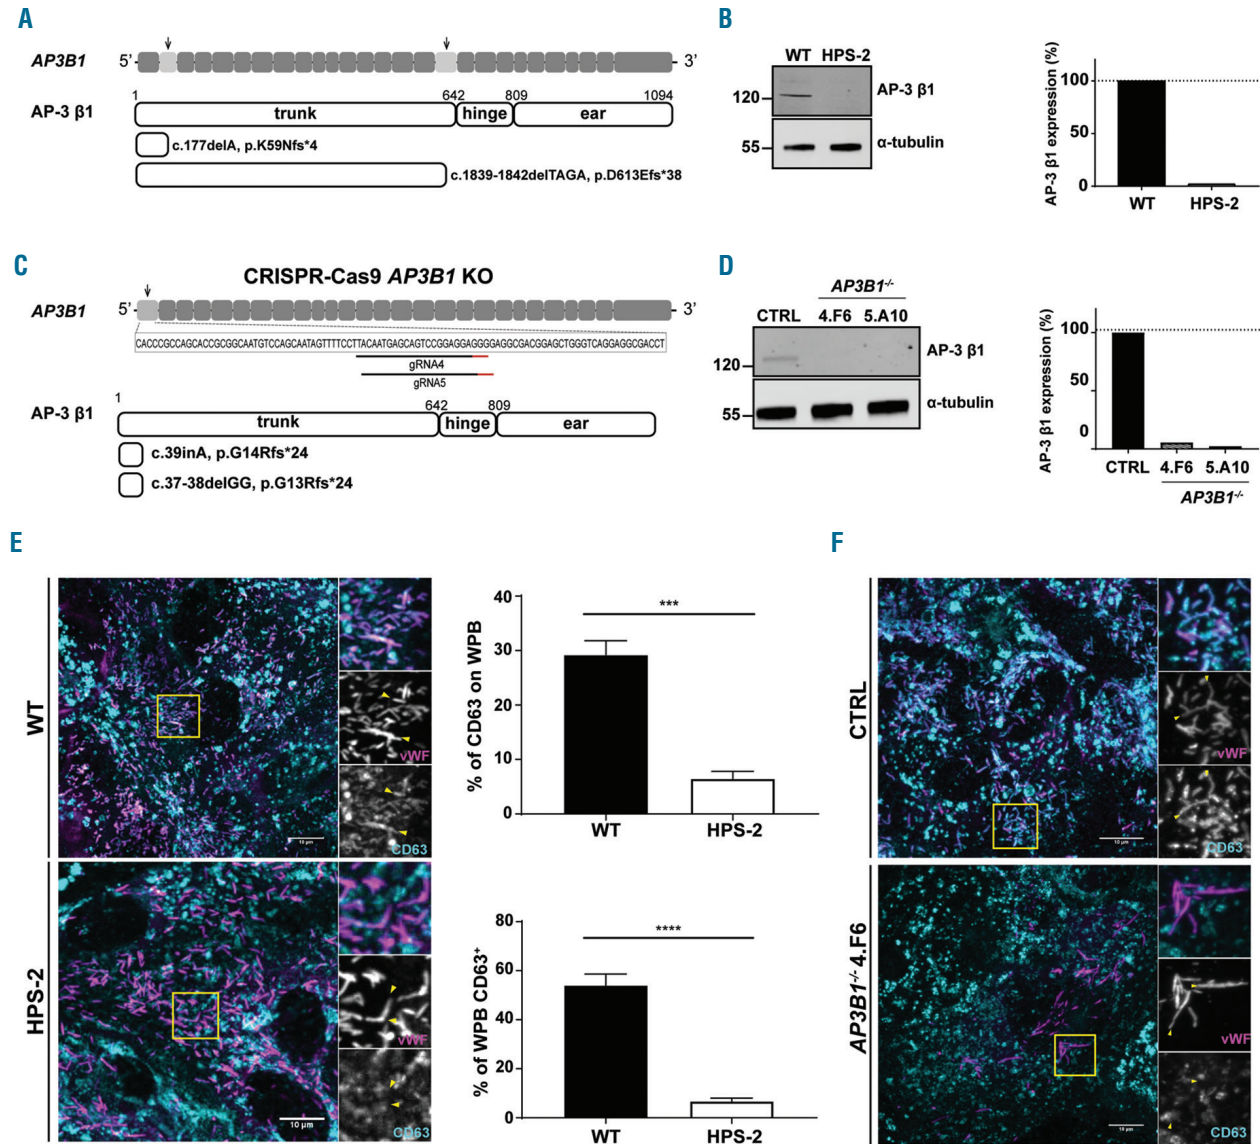 A
AP3B1 5’ 3’
1 642 809 1094
AP-3 β1 trunk hinge ear
c.177delA, p.K59Nfs*4
c.1839-1842delTAGA, p.D613Efs*38
B
WT HPS-2
120 AP-3 β1
55 α-tubulin
AP-3 β1 expression (%)
100
50
0
WT HPS-2
C
CRISPR-Cas9 AP3B1 KO
AP3B1 5’ 3’
CACCCGCCAGCACCGCGGCAATGTCCAGCAATAGTTTTCCTTACAATGAGCAGTCCGGAGGAGGGGAGGCGACGGAGCTGGGTCAGGAGGCGACCT
gRNA4
gRNA5
1 642 809
AP-3 β1 trunk hinge ear
c.39inA, p.G14Rfs*24
c.37-38delGG, p.G13Rfs*24
D
AP3B1-/-
CTRL 4.F6 5.A10
120 AP-3 β1
55 α-tubulin
AP-3 β1 expression (%)
100
50
0
CTRL 4.F6 5.A10
AP3B1-/-
E
WT
vWF
10 µm
CD63
HPS-2
vWF
10 µm
CD63
% of CD63 on WPB
40
30
20
10
0
***
WT HPS-2
% of WPB CD63+
80
60
40
20
0
****
WT HPS-2
F
CTRL
vWF
10 µm
CD63
AP3B1-/- 4.F6
vWF
10 µm
CD63